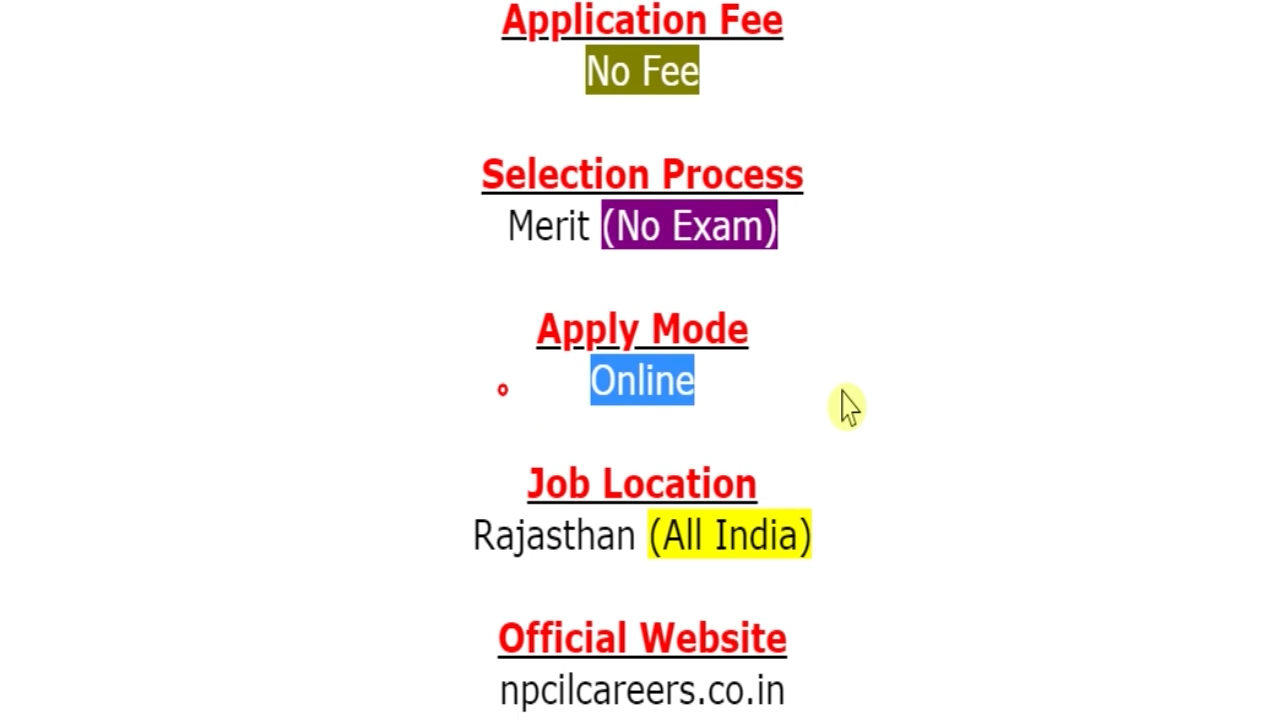 Application Fee
No Fee
Selection Process
Merit (No Exam)
Apply Mode
Online
Job Location
Rajasthan (All India)
Official Website
npcilcareers.co.in